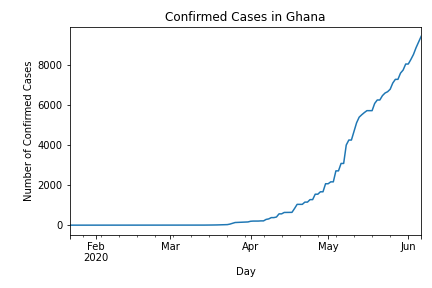 Confirmed Cases in Ghana
Number of Confirmed Cases
8000
6000
4000
2000
0
Feb Mar Apr May Jun
2020
Day